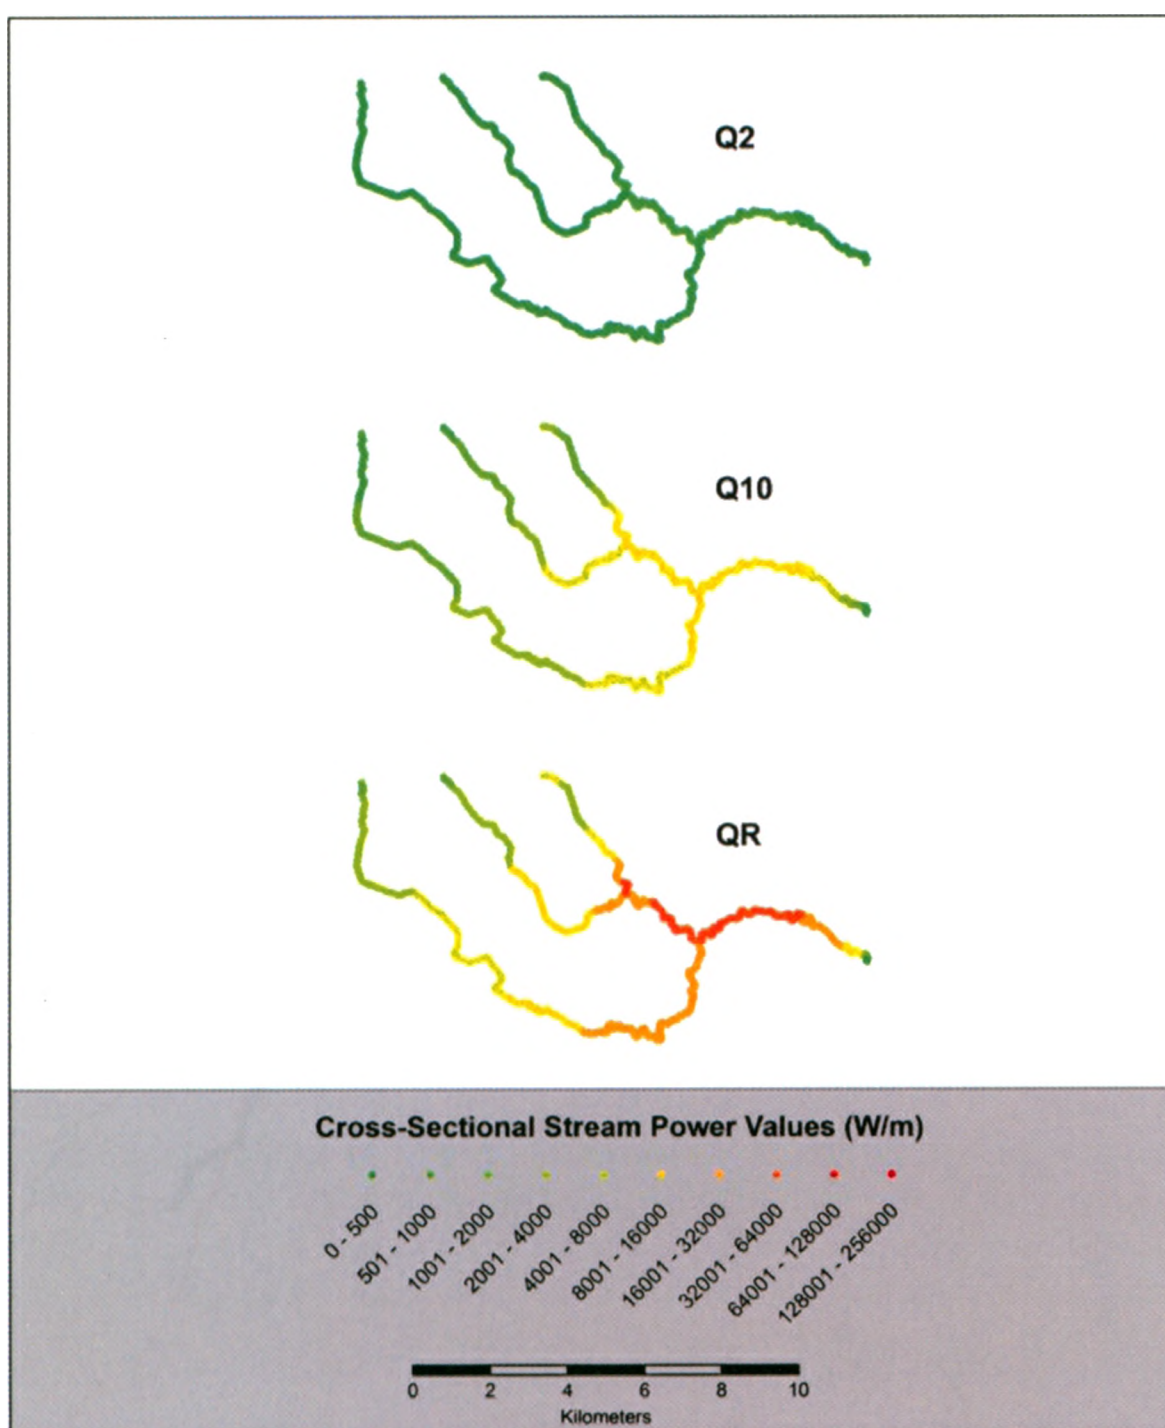 Q2
Q10
QR
Cross-Sectional Stream Power Values (W/m)
0 - 500
501 - 1000
1001 - 2000
2001 - 4000
4001 - 8000
8001 - 16000
16001 - 32000
32001 - 64000
64001 - 128000
128001 - 256000
0 2 4 6 8 10
Kilometers